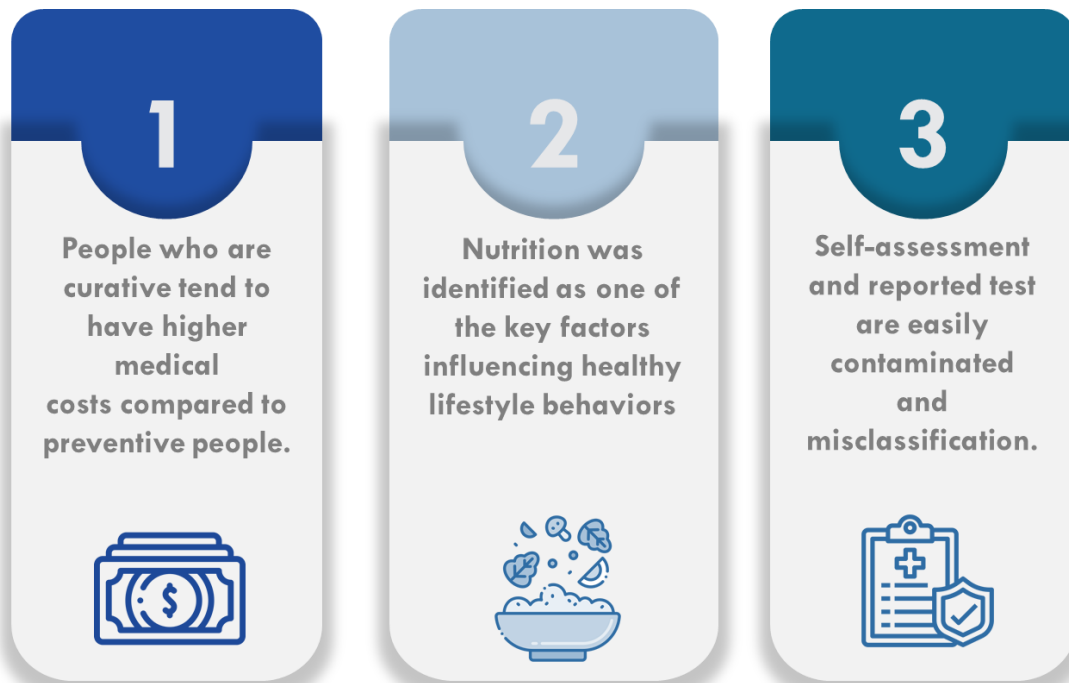 1
People who are
curative tend to
have higher
medical
costs compared to
preventive people.
2
Nutrition was
identified as one of
the key factors
influencing healthy
lifestyle behaviors
3
Self-assessment
and reported test
are easily
contaminated
and
misclassification.
$